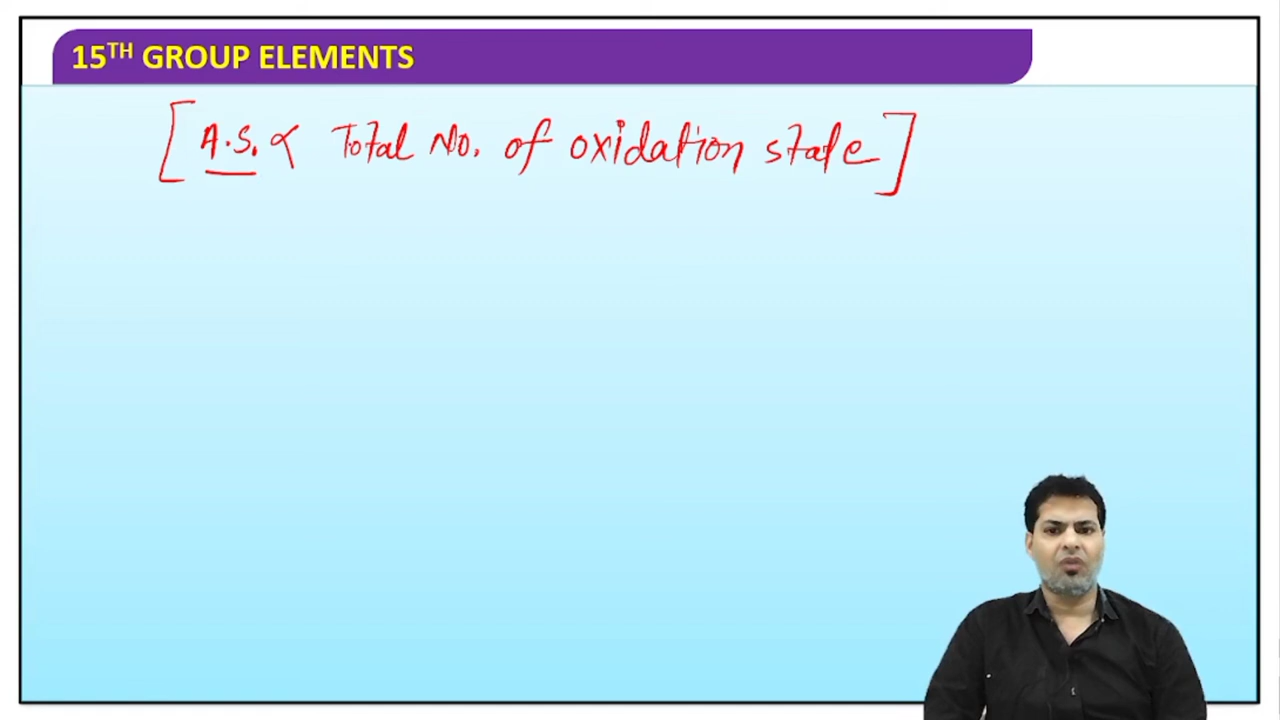 15TH GROUP ELEMENTS
[A.S. ∝ Total No. of oxidation state]